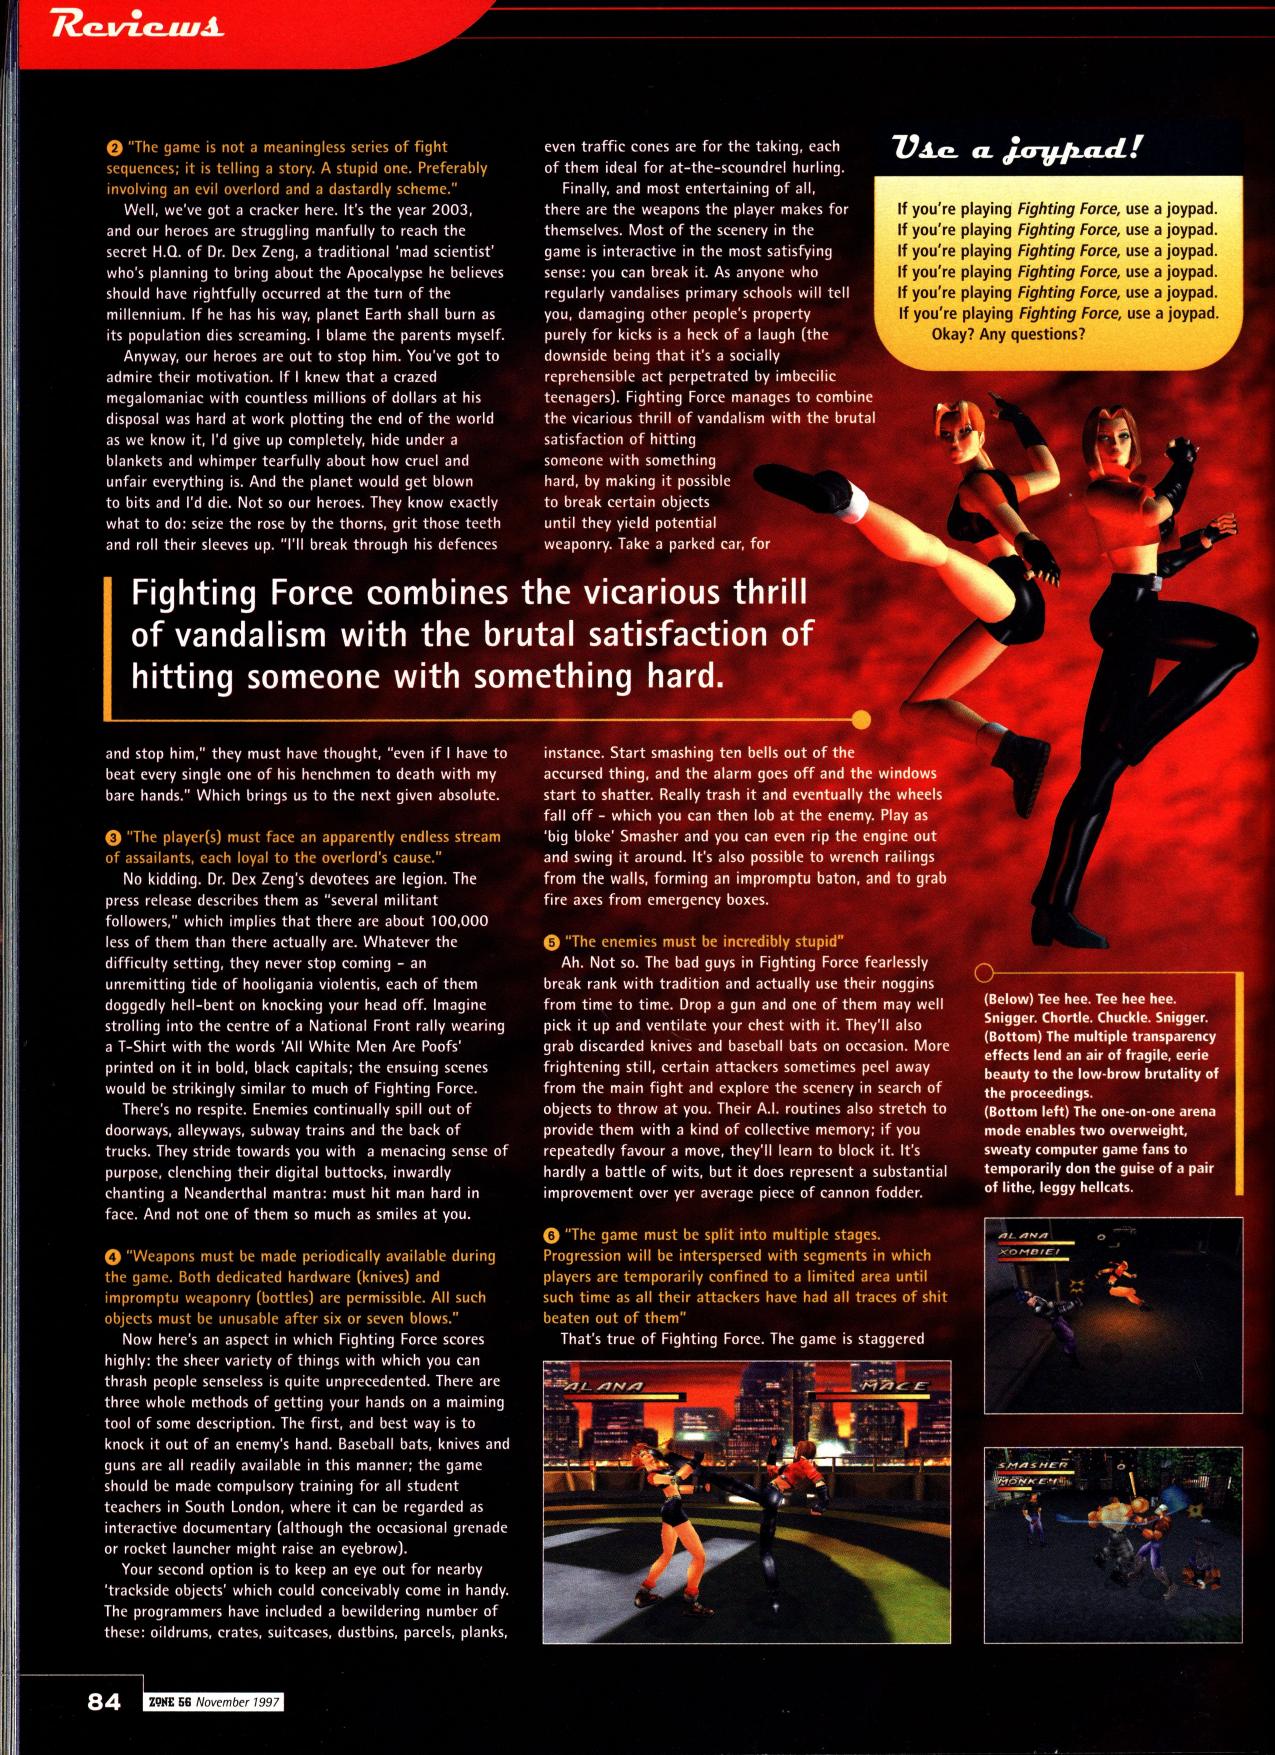 Reviews
2 "The game is not a meaningless series of fight
sequences; it is telling a story. A stupid one. Preferably
involving an evil overlord and a dastardly scheme."
Well, we've got a cracker here. It's the year 2003,
and our heroes are struggling manfully to reach the
secret H.Q. of Dr. Dex Zeng, a traditional 'mad scientist'
who's planning to bring about the Apocalypse he believes
should have rightfully occurred at the turn of the
millennium. If he has his way, planet Earth shall burn as
its population dies screaming. I blame the parents myself.
Anyway, our heroes are out to stop him. You've got to
admire their motivation. If I knew that a crazed
megalomaniac with countless millions of dollars at his
disposal was hard at work plotting the end of the world
as we know it, I'd give up completely, hide under a
blankets and whimper tearfully about how cruel and
unfair everything is. And the planet would get blown
to bits and I'd die. Not so our heroes. They know exactly
what to do: seize the rose by the thorns, grit those teeth
and roll their sleeves up. "I'll break through his defences
even traffic cones are for the taking, each
of them ideal for at-the-scoundrel hurling.
Finally, and most entertaining of all,
there are the weapons the player makes for
themselves. Most of the scenery in the
game is interactive in the most satisfying
sense: you can break it. As anyone who
regularly vandalises primary schools will tell
you, damaging other people's property
purely for kicks is a heck of a laugh (the
downside being that it's a socially
reprehensible act perpetrated by imbecilic
teenagers). Fighting Force manages to combine
the vicarious thrill of vandalism with the brutal
satisfaction of hitting
someone with something
hard, by making it possible
to break certain objects
until they yield potential
weaponry. Take a parked car, for
Use a joypad!
If you're playing Fighting Force, use a joypad.
If you're playing Fighting Force, use a joypad.
If you're playing Fighting Force, use a joypad.
If you're playing Fighting Force, use a joypad.
If you're playing Fighting Force, use a joypad.
If you're playing Fighting Force, use a joypad.
Okay? Any questions?
Fighting Force combines the vicarious thrill
of vandalism with the brutal satisfaction of
hitting someone with something hard.
and stop him," they must have thought, "even if I have to
beat every single one of his henchmen to death with my
bare hands." Which brings us to the next given absolute.
3 "The player(s) must face an apparently endless stream
of assailants, each loyal to the overlord's cause."
No kidding. Dr. Dex Zeng's devotees are legion. The
press release describes them as "several militant
followers," which implies that there are about 100,000
less of them than there actually are. Whatever the
difficulty setting, they never stop coming – an
unremitting tide of hooligania violentis, each of them
doggedly hell-bent on knocking your head off. Imagine
strolling into the centre of a National Front rally wearing
a T-Shirt with the words 'All White Men Are Poofs'
printed on it in bold, black capitals; the ensuing scenes
would be strikingly similar to much of Fighting Force.
There's no respite. Enemies continually spill out of
doorways, alleyways, subway trains and the back of
trucks. They stride towards you with a menacing sense of
purpose, clenching their digital buttocks, inwardly
chanting a Neanderthal mantra: must hit man hard in
face. And not one of them so much as smiles at you.
4 "Weapons must be made periodically available during
the game. Both dedicated hardware (knives) and
impromptu weaponry (bottles) are permissible. All such
objects must be unusable after six or seven blows."
Now here's an aspect in which Fighting Force scores
highly: the sheer variety of things with which you can
thrash people senseless is quite unprecedented. There are
three whole methods of getting your hands on a maiming
tool of some description. The first, and best way is to
knock it out of an enemy's hand. Baseball bats, knives and
guns are all readily available in this manner; the game
should be made compulsory training for all student
teachers in South London, where it can be regarded as
interactive documentary (although the occasional grenade
or rocket launcher might raise an eyebrow).
Your second option is to keep an eye out for nearby
'trackside objects' which could conceivably come in handy.
The programmers have included a bewildering number of
these: oildrums, crates, suitcases, dustbins, parcels, planks,
instance. Start smashing ten bells out of the
accursed thing, and the alarm goes off and the windows
start to shatter. Really trash it and eventually the wheels
fall off – which you can then lob at the enemy. Play as
'big bloke' Smasher and you can even rip the engine out
and swing it around. It's also possible to wrench railings
from the walls, forming an impromptu baton, and to grab
fire axes from emergency boxes.
5 "The enemies must be incredibly stupid"
Ah. Not so. The bad guys in Fighting Force fearlessly
break rank with tradition and actually use their noggins
from time to time. Drop a gun and one of them may well
pick it up and ventilate your chest with it. They'll also
grab discarded knives and baseball bats on occasion. More
frightening still, certain attackers sometimes peel away
from the main fight and explore the scenery in search of
objects to throw at you. Their A.I. routines also stretch to
provide them with a kind of collective memory; if you
repeatedly favour a move, they'll learn to block it. It's
hardly a battle of wits, but it does represent a substantial
improvement over yer average piece of cannon fodder.
6 "The game must be split into multiple stages.
Progression will be interspersed with segments in which
players are temporarily confined to a limited area until
such time as all their attackers have had all traces of shit
beaten out of them"
That's true of Fighting Force. The game is staggered
(Below) Tee hee. Tee hee hee.
Snigger. Chortle. Chuckle. Snigger.
(Bottom) The multiple transparency
effects lend an air of fragile, eerie
beauty to the low-brow brutality of
the proceedings.
(Bottom left) The one-on-one arena
mode enables two overweight,
sweaty computer game fans to
temporarily don the guise of a pair
of lithe, leggy hellcats.
ALANA
XOMBIE!
ALANA
MACE
SMASHER
MONKEY!
84
ZONE 56 November 1997